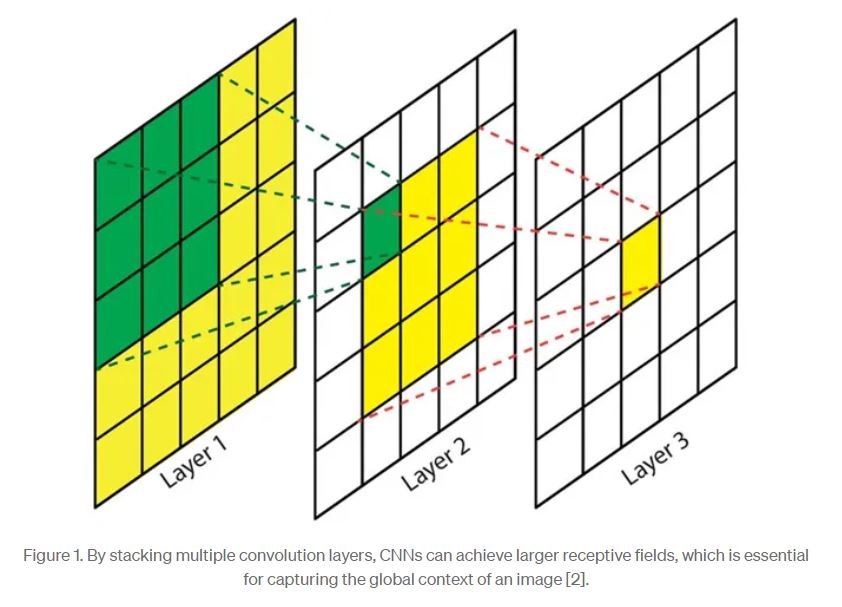 Layer 1
Layer 2
Layer 3
Figure 1. By stacking multiple convolution layers, CNNs can achieve larger receptive fields, which is essential
for capturing the global context of an image [2].